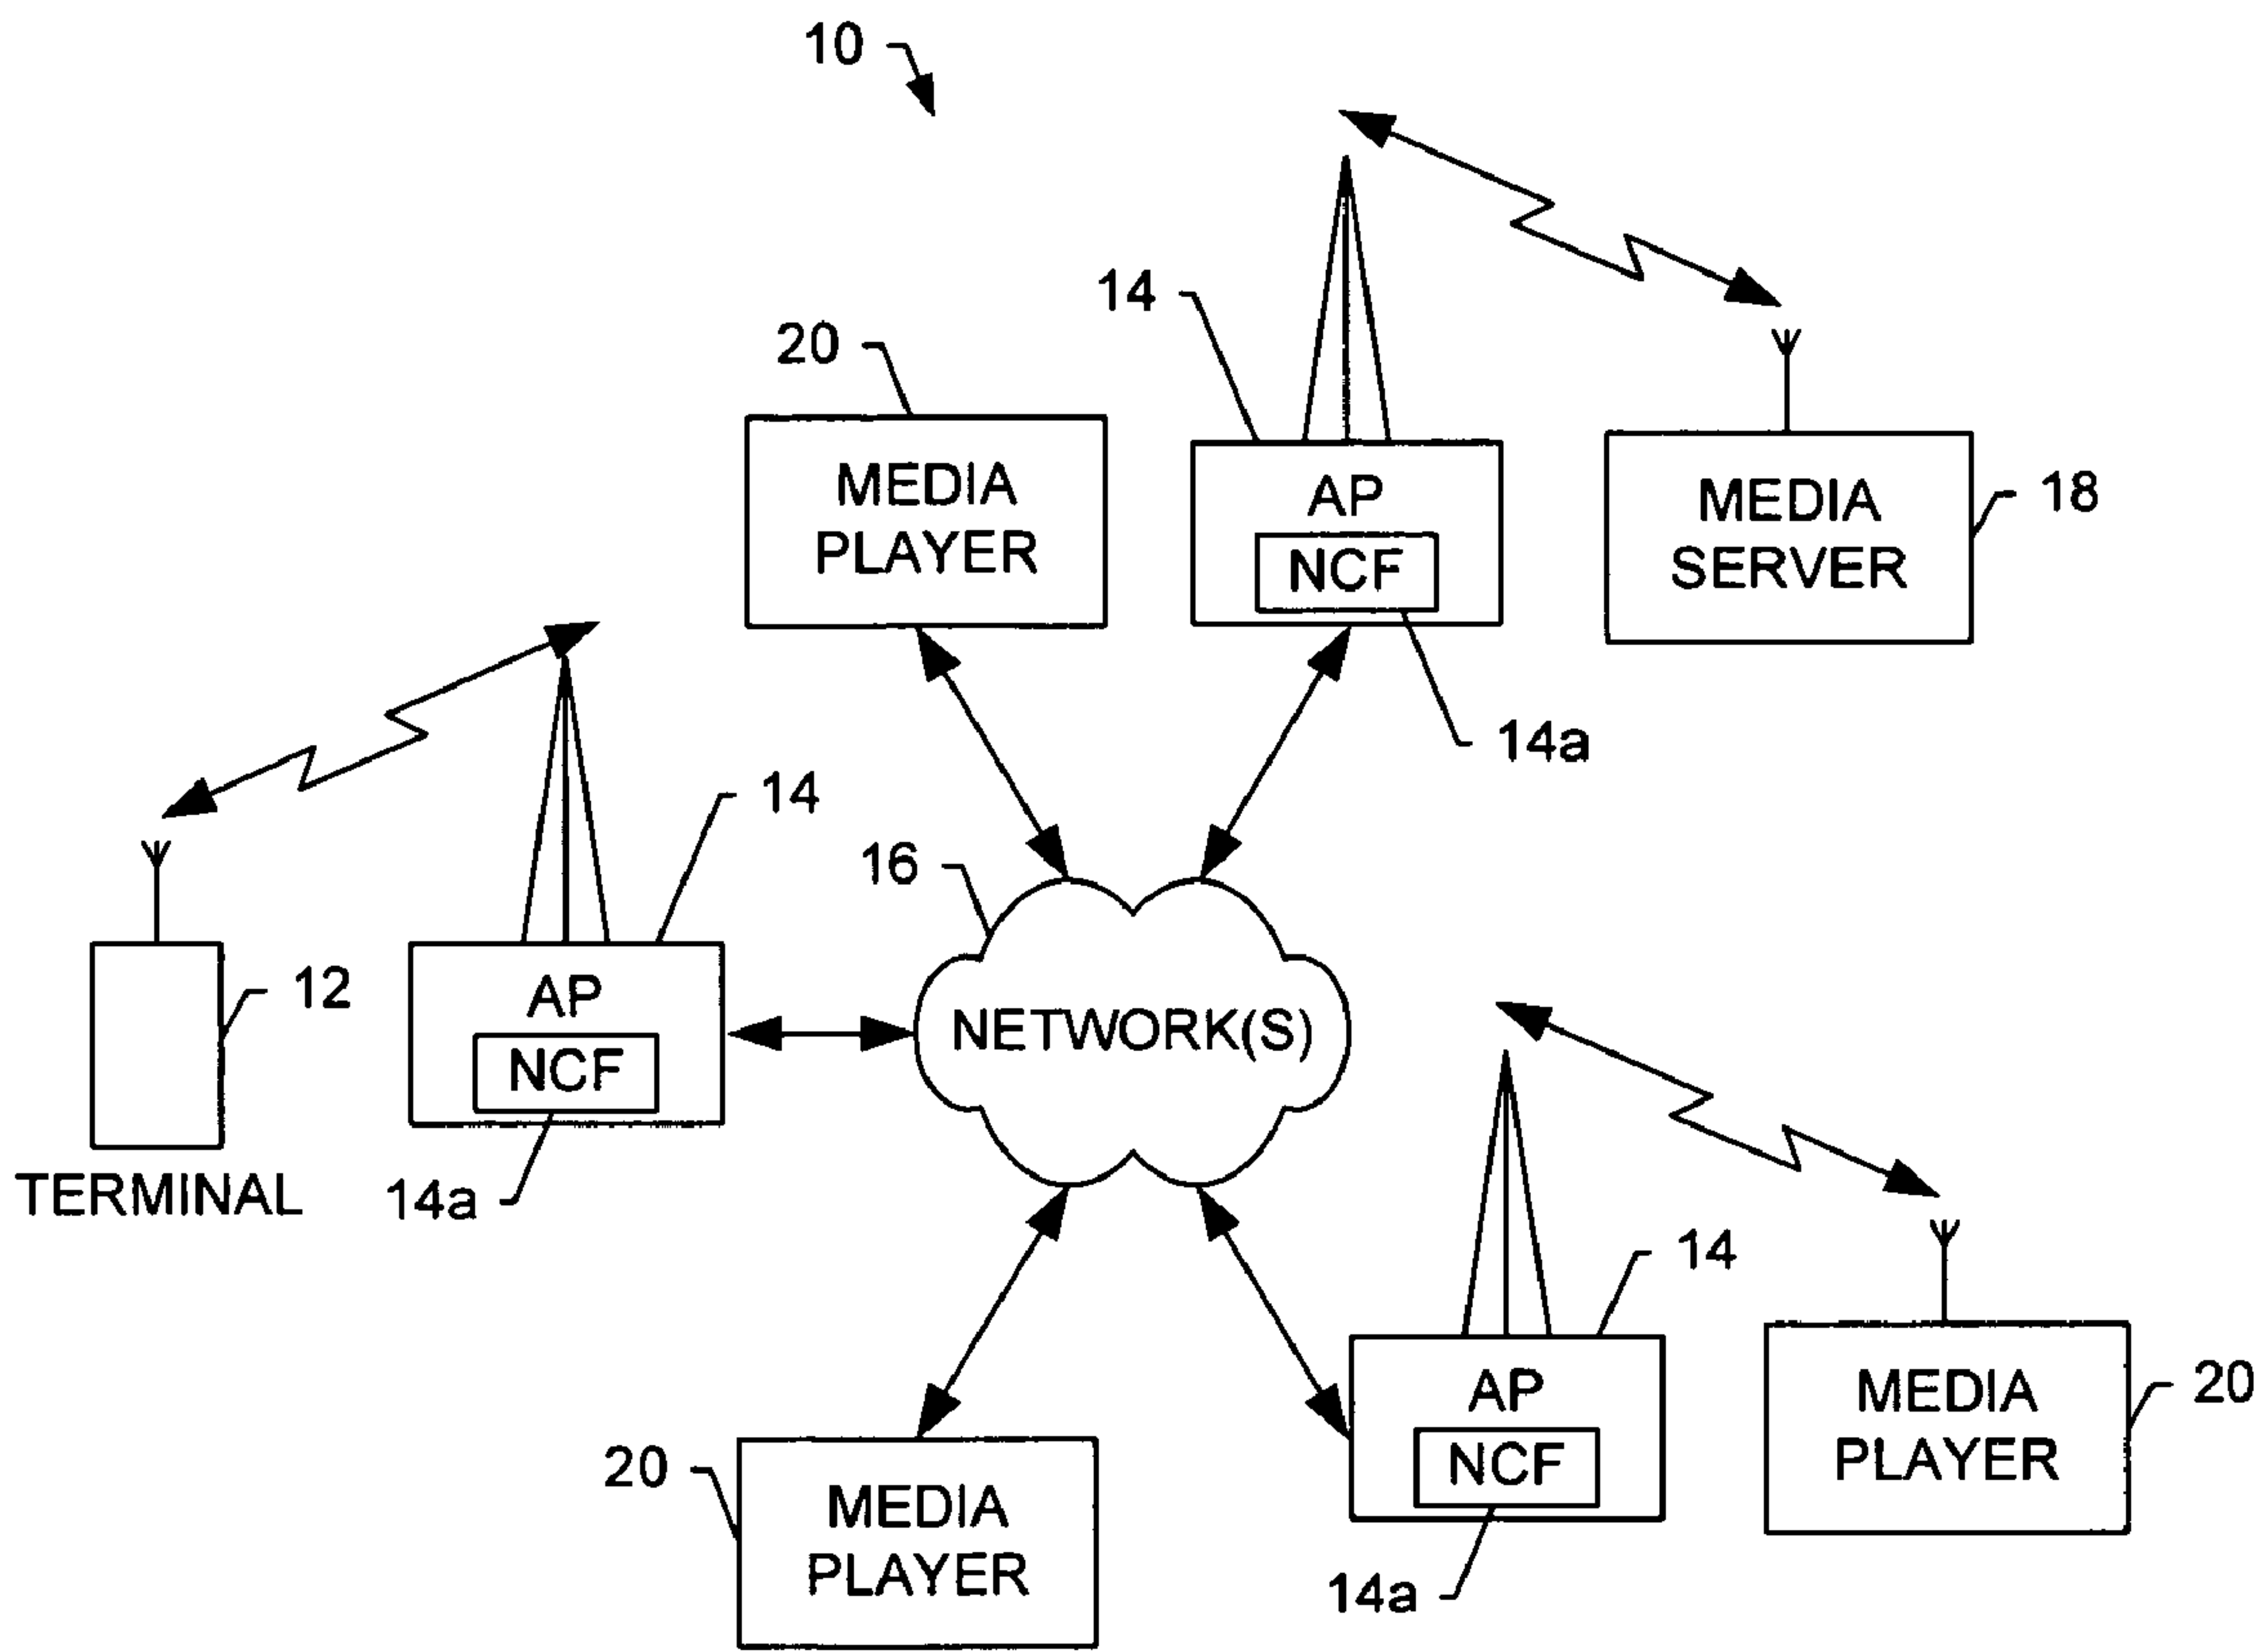 10
14
20
MEDIA
PLAYER
AP
NCF
MEDIA
SERVER
18
14a
14
16
12
AP
NCF
NETWORK(S)
TERMINAL
14a
14
AP
NCF
MEDIA
PLAYER
20
20
MEDIA
PLAYER
14a